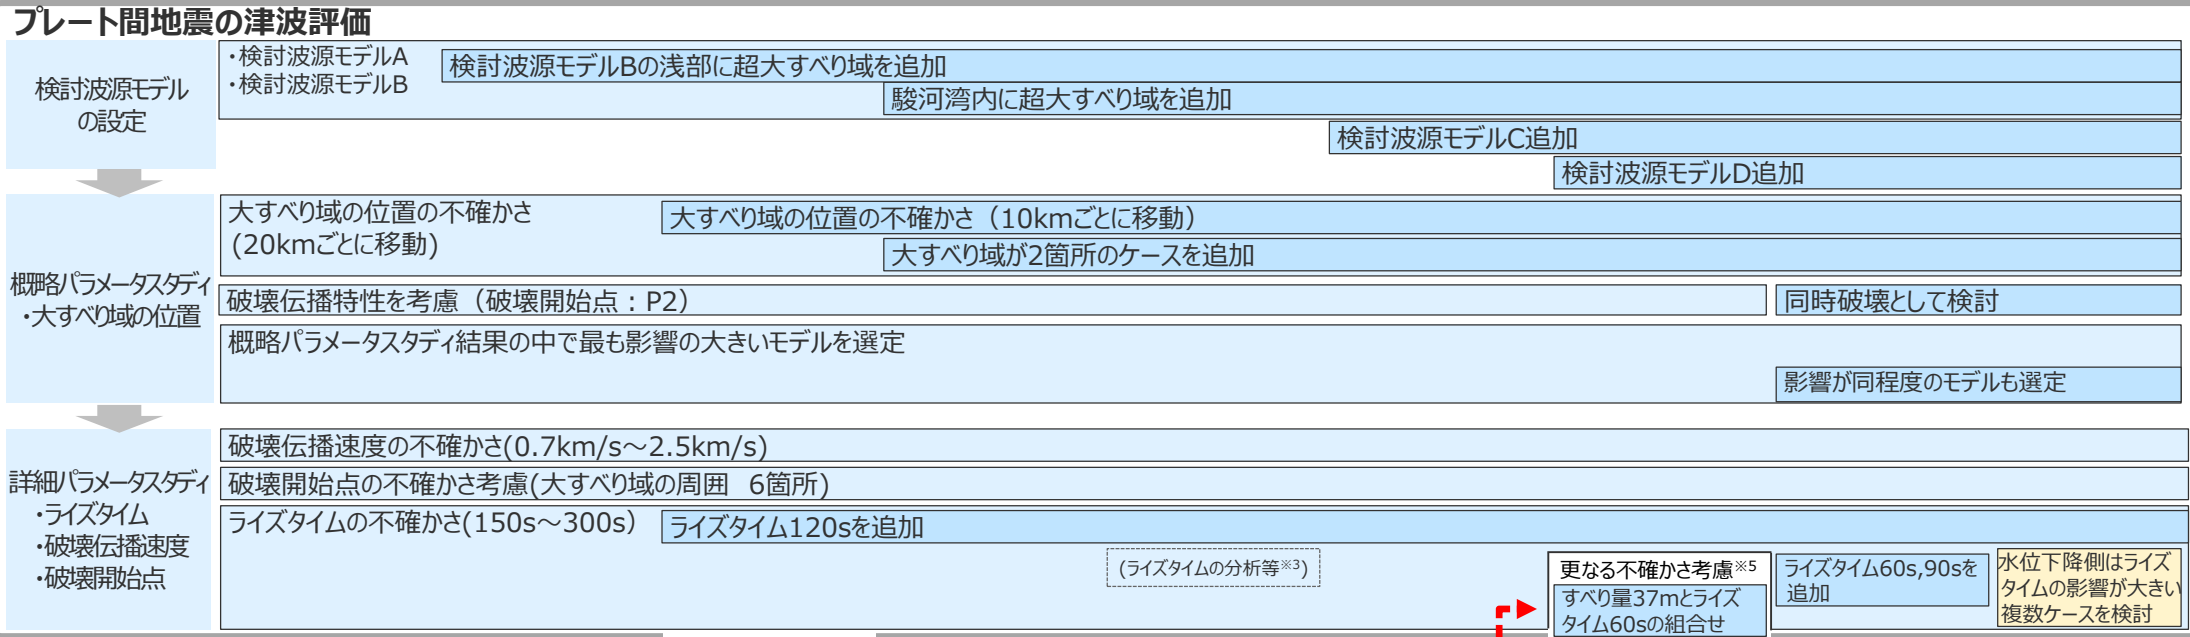 プレート間地震の津波評価
検討波源モデル
の設定
・検討波源モデルA
・検討波源モデルB
検討波源モデルBの浅部に超大すべり域を追加
駿河湾内に超大すべり域を追加
検討波源モデルC追加
検討波源モデルD追加
概略パラメータスタディ
・大すべり域の位置
大すべり域の位置の不確かさ
(20kmごとに移動)
大すべり域の位置の不確かさ（10kmごとに移動）
大すべり域が2箇所のケースを追加
破壊伝播特性を考慮（破壊開始点：P2）
同時破壊として検討
概略パラメータスタディ結果の中で最も影響の大きいモデルを選定
影響が同程度のモデルも選定
詳細パラメータスタディ
・ライズタイム
・破壊伝播速度
・破壊開始点
破壊伝播速度の不確かさ(0.7km/s～2.5km/s)
破壊開始点の不確かさ考慮(大すべり域の周囲　6箇所)
ライズタイムの不確かさ(150s～300s）
ライズタイム120sを追加
(ライズタイムの分析等※3)
更なる不確かさ考慮※5
すべり量37mとライズ
タイム60sの組合せ
ライズタイム60s,90sを
追加
水位下降側はライズ
タイムの影響が大きい
複数ケースを検討